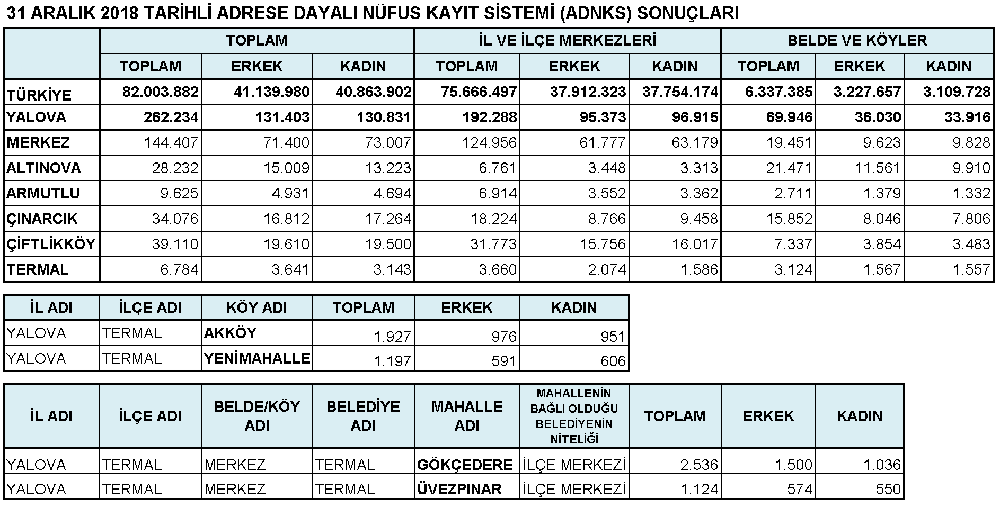 31 ARALIK 2018 TARİHLİ ADRESE DAYALI NÜFUS KAYIT SİSTEMİ (ADNKS) SONUÇLARI
TOPLAM İL VE İLÇE MERKEZLERİ BELDE VE KÖYLER
TOPLAM ERKEK KADIN TOPLAM ERKEK KADIN TOPLAM ERKEK KADIN
TÜRKİYE 82.003.882 41.139.980 40.863.902 75.666.497 37.912.323 37.754.174 6.337.385 3.227.657 3.109.728
YALOVA 262.234 131.403 130.831 192.288 95.373 96.915 69.946 36.030 33.916
MERKEZ 144.407 71.400 73.007 124.956 61.777 63.179 19.451 9.623 9.828
ALTINOVA 28.232 15.009 13.223 6.761 3.448 3.313 21.471 11.561 9.910
ARMUTLU 9.625 4.931 4.694 6.914 3.552 3.362 2.711 1.379 1.332
ÇINARCIK 34.076 16.812 17.264 18.224 8.766 9.458 15.852 8.046 7.806
ÇİFTLİKKÖY 39.110 19.610 19.500 31.773 15.756 16.017 7.337 3.854 3.483
TERMAL 6.784 3.641 3.143 3.660 2.074 1.586 3.124 1.567 1.557
İL ADI İLÇE ADI KÖY ADI TOPLAM ERKEK KADIN
YALOVA TERMAL AKKÖY 1.927 976 951
YALOVA TERMAL YENİMAHALLE 1.197 591 606
İL ADI İLÇE ADI BELDE/KÖY ADI BELEDİYE ADI MAHALLE ADI MAHALLENİN BAĞLI OLDUĞU BELEDİYENİN NİTELİĞİ TOPLAM ERKEK KADIN
YALOVA TERMAL MERKEZ TERMAL GÖKÇEDERE İLÇE MERKEZİ 2.536 1.500 1.036
YALOVA TERMAL MERKEZ TERMAL ÜVEZPINAR İLÇE MERKEZİ 1.124 574 550